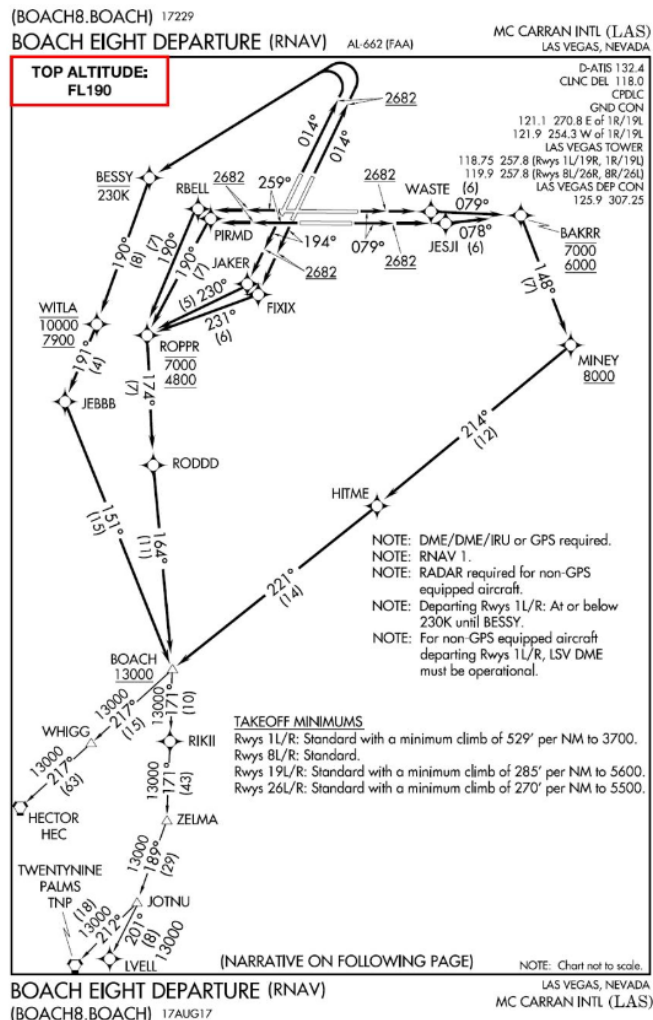 (BOACH8.BOACH) 17229
BOACH EIGHT DEPARTURE (RNAV)
AL-662 (FAA)
MC CARRAN INTL (LAS)
LAS VEGAS, NEVADA
TOP ALTITUDE:
FL190
D-ATIS 132.4
CLNC DEL 118.0
CPDLC
GND CON
121.1 270.8 E of 1R/19L
121.9 254.3 W of 1R/19L
LAS VEGAS TOWER
118.75 257.8 (Rwys 1L/19R, 1R/19L)
119.9 257.8 (Rwys 8L/26R, 8R/26L)
LAS VEGAS DEP CON
125.9 307.25
2682
014°
014°
BESSY
230K
RBELL
2682
259°
2682
WASTE
(6)
079°
PIRMD
194°
079°
2682
JESJI
078°
(6)
BAKRR
7000
6000
190°
(8)
190°
(7)
190°
(7)
JAKER
2682
148°
(7)
(5) 230°
FIXIX
231°
(6)
WITLA
10000
7900
ROPPR
7000
4800
MINEY
8000
191°
(4)
174°
(7)
JEBBB
214°
(12)
RODDD
HITME
151°
(15)
164°
(11)
221°
(14)
NOTE: DME/DME/IRU or GPS required.
NOTE: RNAV 1.
NOTE: RADAR required for non-GPS
equipped aircraft.
NOTE: Departing Rwys 1L/R: At or below
230K until BESSY.
NOTE: For non-GPS equipped aircraft
departing Rwys 1L/R, LSV DME
must be operational.
BOACH
13000
13000
217°
(15)
13000
171°
(10)
WHIGG
RIKII
TAKEOFF MINIMUMS
Rwys 1L/R: Standard with a minimum climb of 529' per NM to 3700.
Rwys 8L/R: Standard.
Rwys 19L/R: Standard with a minimum climb of 285' per NM to 5600.
Rwys 26L/R: Standard with a minimum climb of 270' per NM to 5500.
13000
217°
(63)
13000
171°
(43)
HECTOR
HEC
ZELMA
13000
189°
(29)
TWENTYNINE
PALMS
TNP
JOTNU
(18)
13000
212°
201°
(8)
13000
LVELL
(NARRATIVE ON FOLLOWING PAGE)
NOTE: Chart not to scale.
BOACH EIGHT DEPARTURE (RNAV)
(BOACH8.BOACH) 17AUG17
LAS VEGAS, NEVADA
MC CARRAN INTL (LAS)